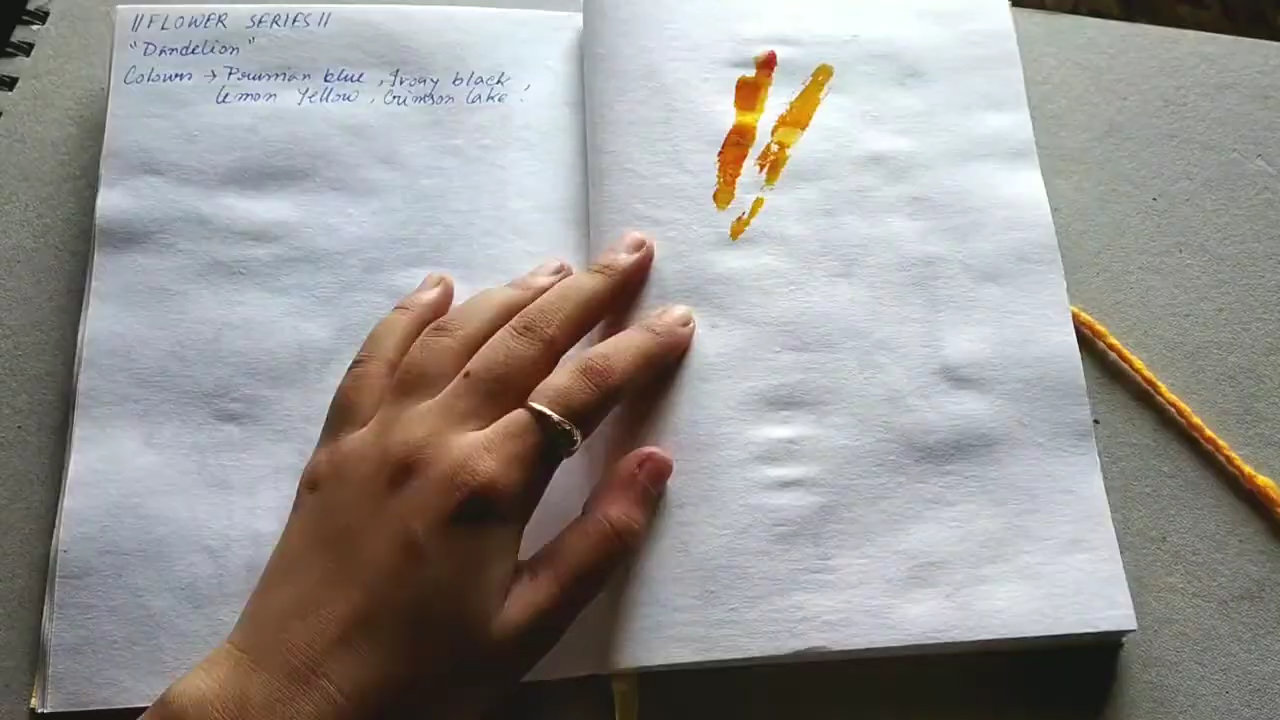 ||FLOWER SERIES||
"Dandelion"
Colours → Prussian blue, Ivory black,
lemon yellow, Crimson lake.